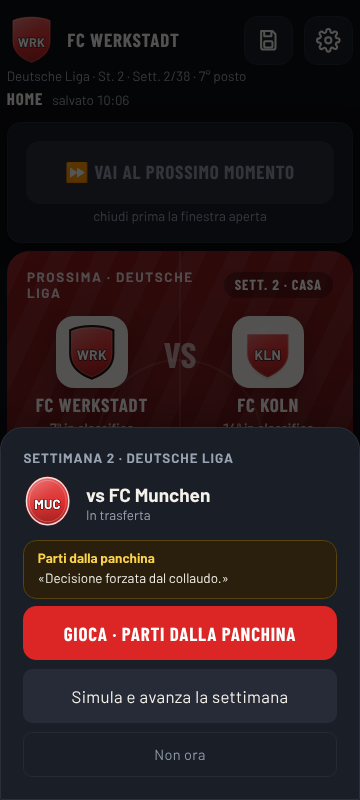 WRK
FC WERKSTADT
Deutsche Liga · St. 2 · Sett. 2/38 · 7° posto
HOME salvato 10:06
⏩ VAI AL PROSSIMO MOMENTO
chiudi prima la finestra aperta
PROSSIMA · DEUTSCHE
LIGA
SETT. 2 · CASA
WRK
VS
KLN
FC WERKSTADT
FC KOLN
SETTIMANA 2 · DEUTSCHE LIGA
MUC
vs FC Munchen
In trasferta
Parti dalla panchina
«Decisione forzata dal collaudo.»
GIOCA · PARTI DALLA PANCHINA
Simula e avanza la settimana
Non ora